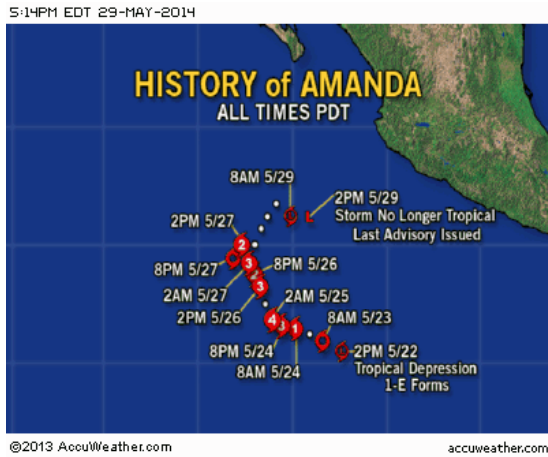 5:14PM EDT 29-MAY-2014
HISTORY of AMANDA
ALL TIMES PDT
8AM 5/29
2PM 5/29
Storm No Longer Tropical
Last Advisory Issued
2PM 5/27
2
8PM 5/27
3
8PM 5/26
2
2AM 5/27
3
2PM 5/26
2AM 5/25
4
3
1
8AM 5/23
8PM 5/24
8AM 5/24
2PM 5/22
Tropical Depression
1-E Forms
©2013 AccuWeather.com
accuweather.com